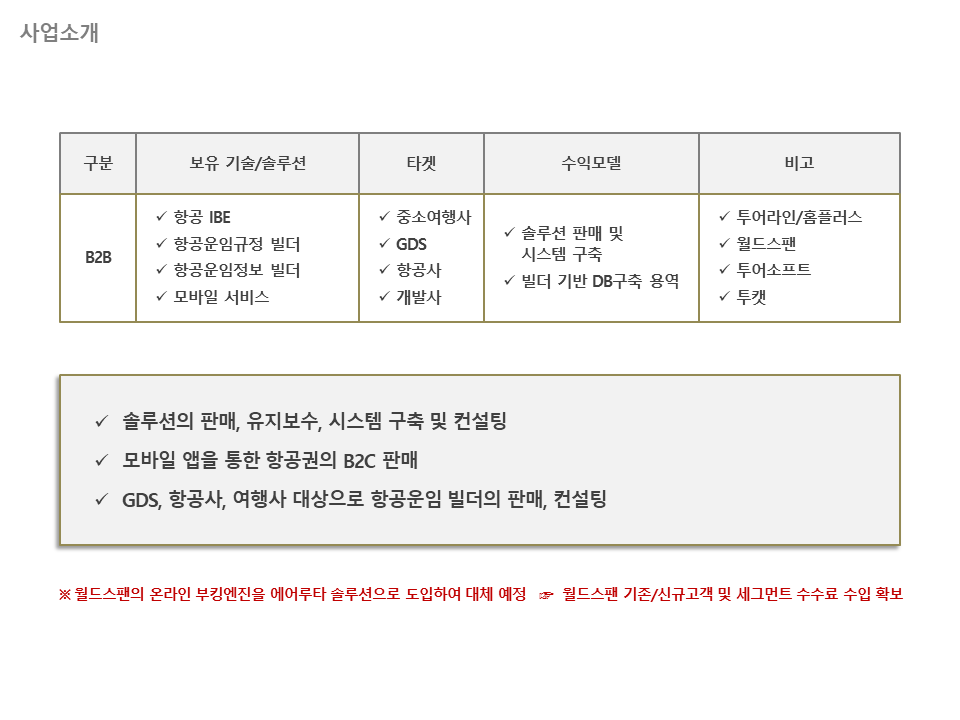 사업소개
구분
보유 기술/솔루션
타겟
수익모델
비고
B2B
✓ 항공 IBE
✓ 항공운임규정 빌더
✓ 항공운임정보 빌더
✓ 모바일 서비스
✓ 중소여행사
✓ GDS
✓ 항공사
✓ 개발사
✓ 솔루션 판매 및
시스템 구축
✓ 빌더 기반 DB구축 용역
✓ 투어라인/홈플러스
✓ 월드스팬
✓ 투어소프트
✓ 투캣
✓ 솔루션의 판매, 유지보수, 시스템 구축 및 컨설팅
✓ 모바일 앱을 통한 항공권의 B2C 판매
✓ GDS, 항공사, 여행사 대상으로 항공운임 빌더의 판매, 컨설팅
※ 월드스팬의 온라인 부킹엔진을 에어루타 솔루션으로 도입하여 대체 예정 ☞ 월드스팬 기존/신규고객 및 세그먼트 수수료 수입 확보